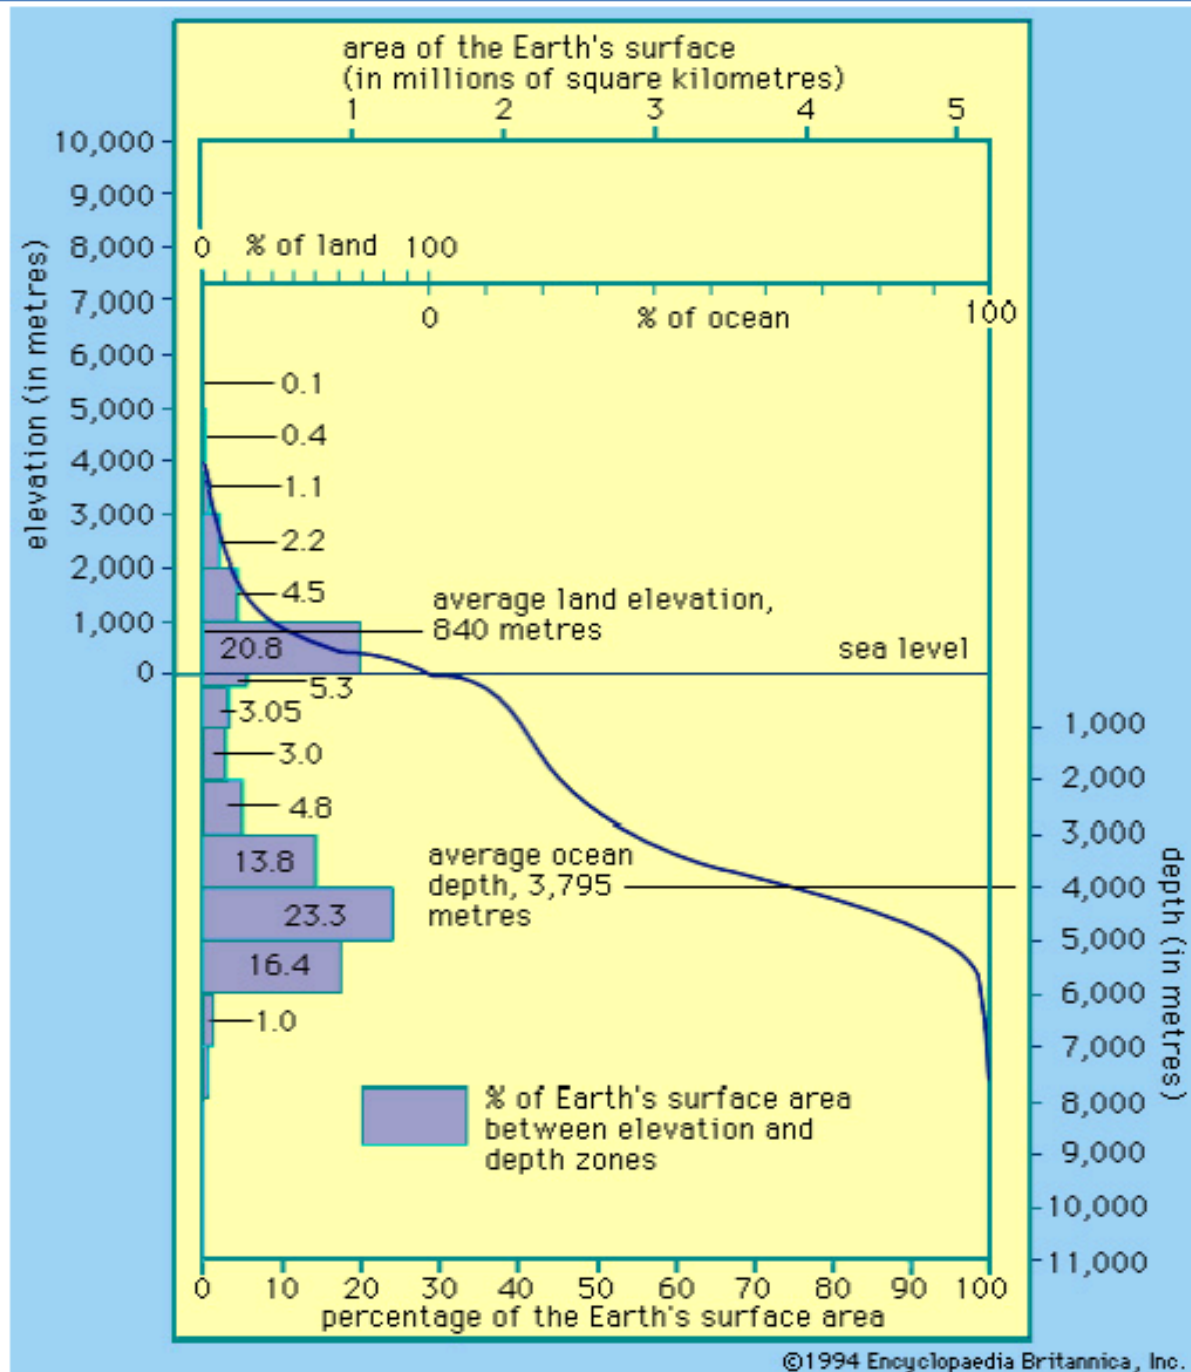 area of the Earth's surface
(in millions of square kilometres)
1 2 3 4 5
10,000
9,000
8,000
7,000
6,000
5,000
4,000
3,000
2,000
1,000
0
elevation (in metres)
0 % of land 100
0 % of ocean 100
0.1
0.4
1.1
2.2
4.5
average land elevation,
840 metres
20.8
sea level
5.3
3.05
3.0
4.8
13.8
average ocean
depth, 3,795
metres
23.3
16.4
1.0
1,000
2,000
3,000
4,000
5,000
6,000
7,000
8,000
9,000
10,000
11,000
depth (in metres)
% of Earth's surface area
between elevation and
depth zones
0 10 20 30 40 50 60 70 80 90 100
percentage of the Earth's surface area
©1994 Encyclopaedia Britannica, Inc.